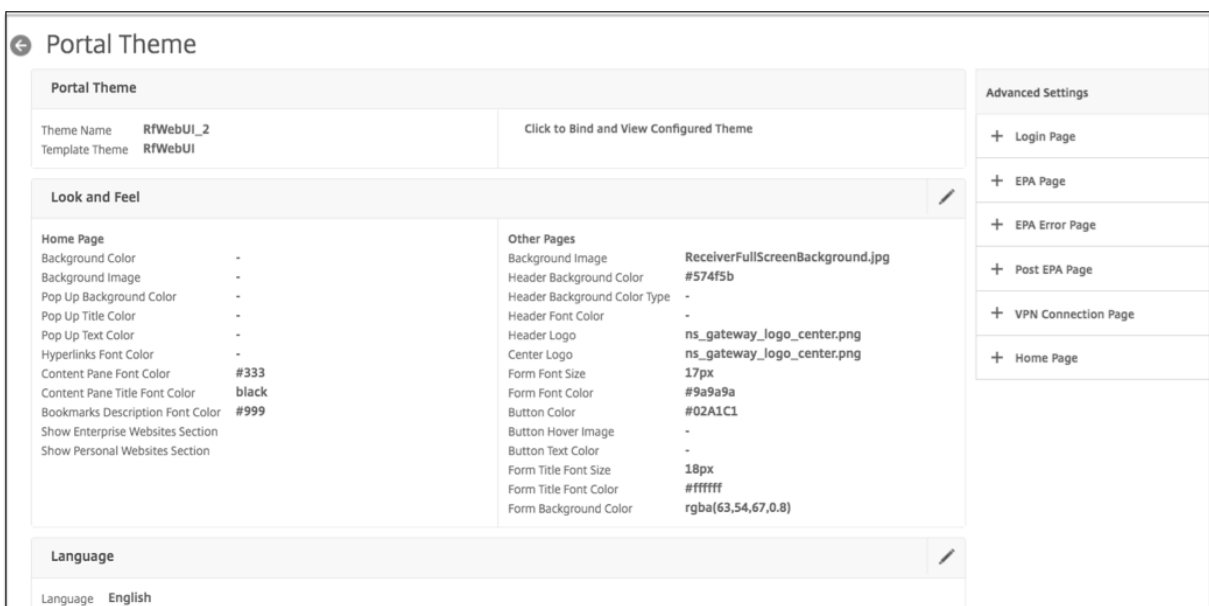 Portal Theme
Portal Theme
Theme Name RfWebUI_2
Template Theme RfWebUI
Click to Bind and View Configured Theme
Look and Feel
Home Page
Background Color -
Background Image -
Pop Up Background Color -
Pop Up Title Color -
Pop Up Text Color -
Hyperlinks Font Color -
Content Pane Font Color #333
Content Pane Title Font Color black
Bookmarks Description Font Color #999
Show Enterprise Websites Section
Show Personal Websites Section
Other Pages
Background Image ReceiverFullScreenBackground.jpg
Header Background Color #574f5b
Header Background Color Type -
Header Font Color -
Header Logo ns_gateway_logo_center.png
Center Logo ns_gateway_logo_center.png
Form Font Size 17px
Form Font Color #9a9a9a
Button Color #02A1C1
Button Hover Image -
Button Text Color -
Form Title Font Size 18px
Form Title Font Color #ffffff
Form Background Color rgba(63,54,67,0.8)
Language
Language English
Advanced Settings
+ Login Page
+ EPA Page
+ EPA Error Page
+ Post EPA Page
+ VPN Connection Page
+ Home Page